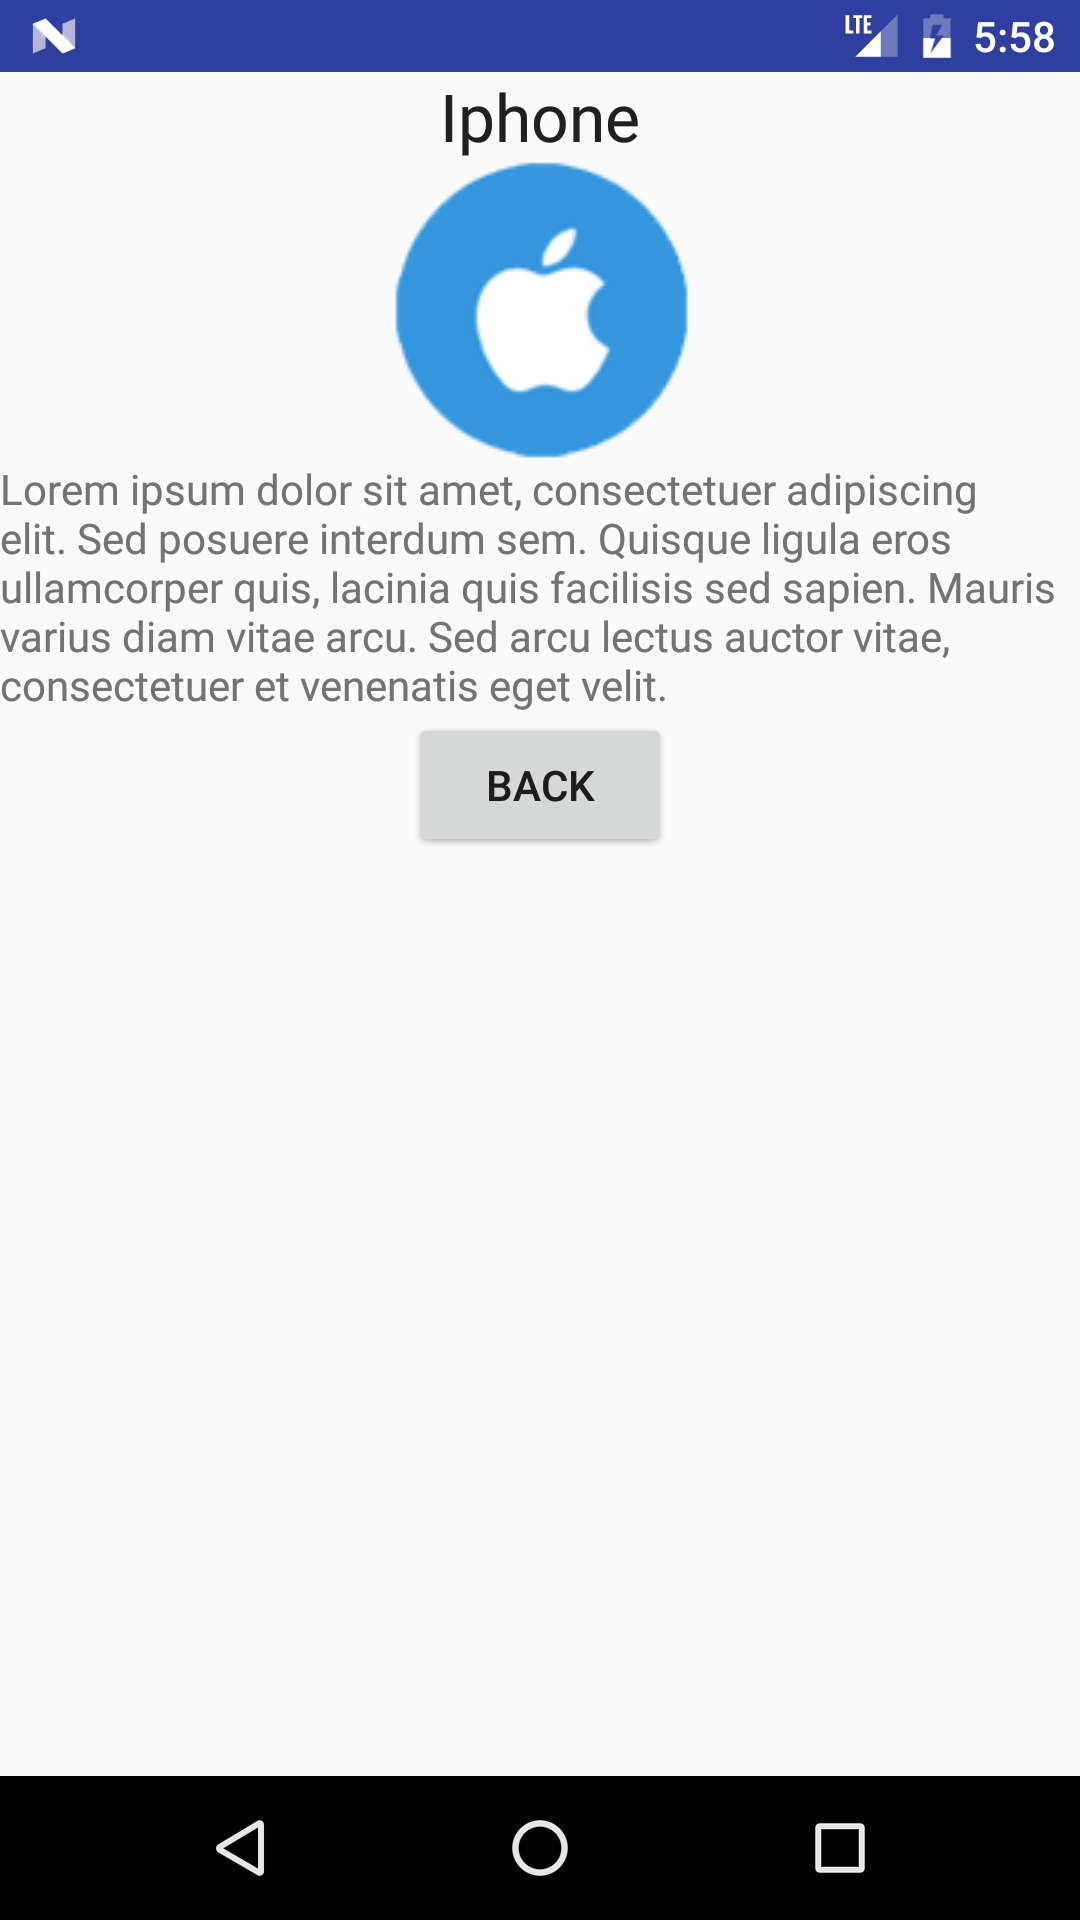 LTE 5:58
Iphone
Lorem ipsum dolor sit amet, consectetuer adipiscing
elit. Sed posuere interdum sem. Quisque ligula eros
ullamcorper quis, lacinia quis facilisis sed sapien. Mauris
varius diam vitae arcu. Sed arcu lectus auctor vitae,
consectetuer et venenatis eget velit.
BACK